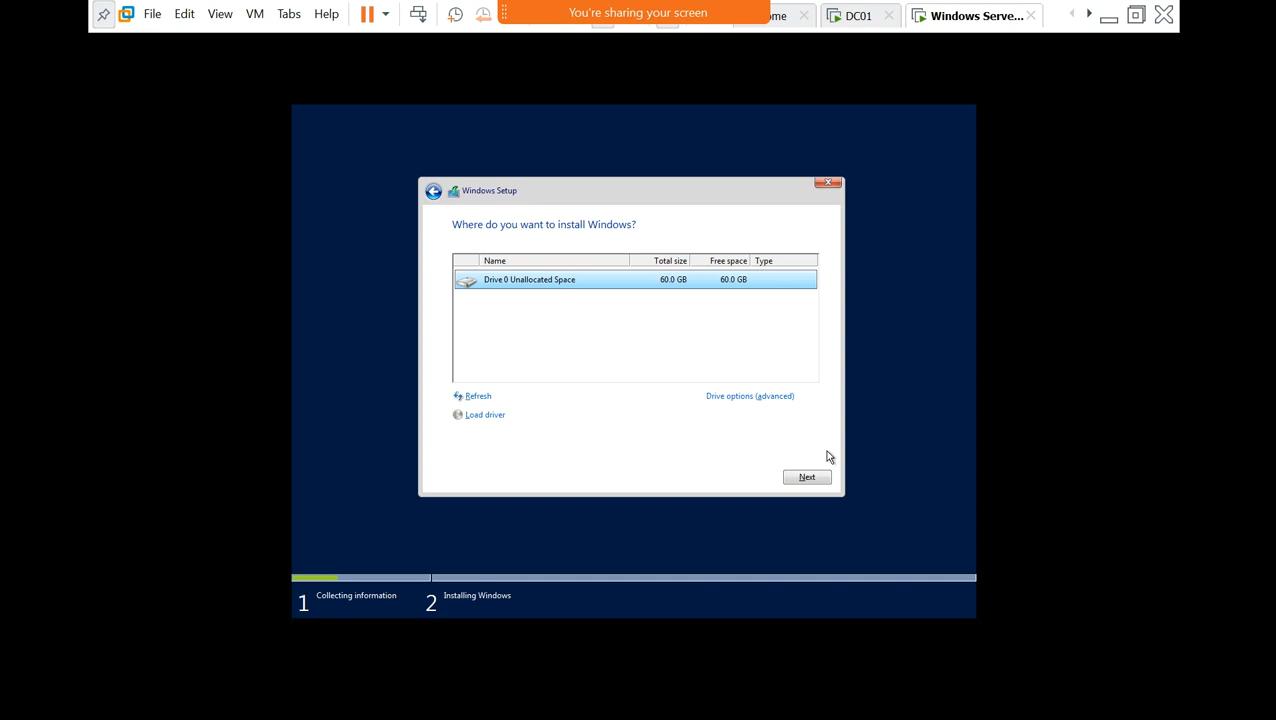 File Edit View VM Tabs Help You're sharing your screen ome DC01 Windows Serve...
Windows Setup
Where do you want to install Windows?
Name Total size Free space Type
Drive 0 Unallocated Space 60.0 GB 60.0 GB
Refresh Drive options (advanced)
Load driver
Next
1 Collecting information 2 Installing Windows